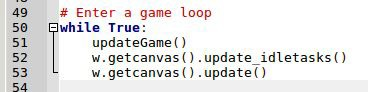 49 # Enter a game loop
50 while True:
51     updateGame()
52     w.getcanvas().update_idletasks()
53     w.getcanvas().update()
54